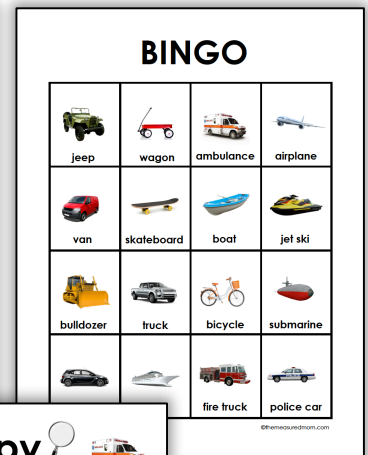 BINGO
jeep wagon ambulance airplane
van skateboard boat jet ski
bulldozer truck bicycle submarine
fire truck police car
©themeasuredmom.com
py